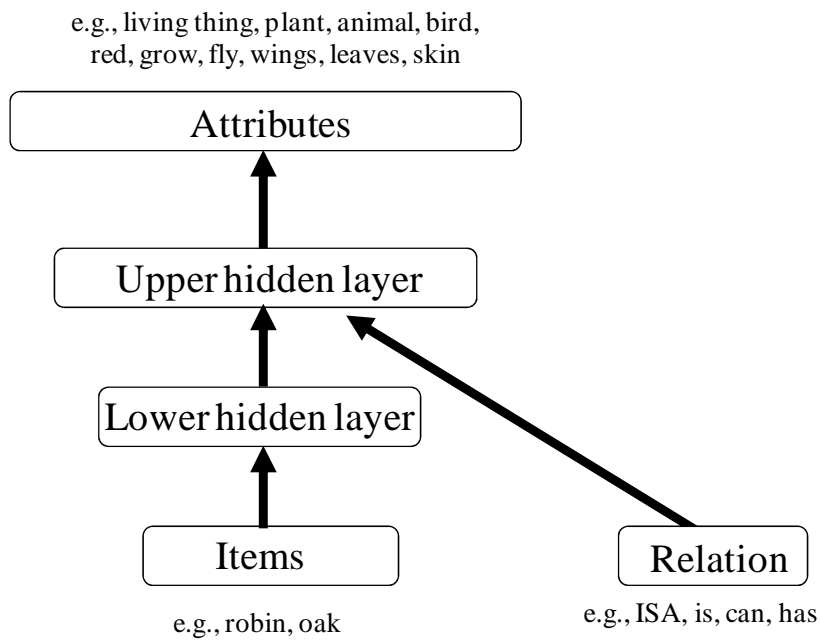 e.g., living thing, plant, animal, bird,
red, grow, fly, wings, leaves, skin
Attributes
Upper hidden layer
Lower hidden layer
Items
Relation
e.g., robin, oak
e.g., ISA, is, can, has